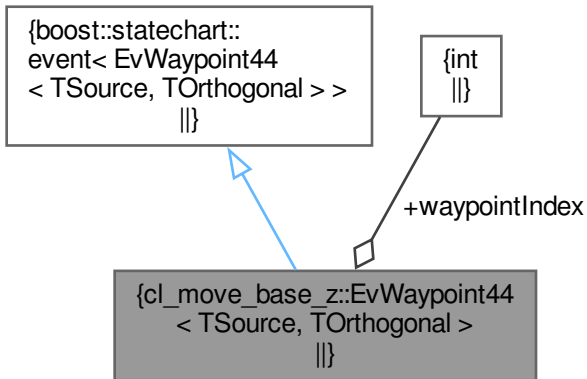 {boost::statechart::
event< EvWaypoint44
< TSource, TOrthogonal > >
||}
{int
||}
+waypointIndex
{cl_move_base_z::EvWaypoint44
< TSource, TOrthogonal >
||}